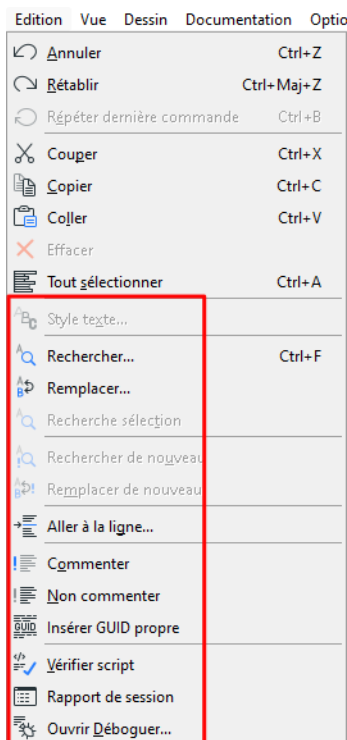 Edition Vue Dessin Documentation Optio
Annuler Ctrl+Z
Rétablir Ctrl+Maj+Z
Répéter dernière commande Ctrl+B
Couper Ctrl+X
Copier Ctrl+C
Coller Ctrl+V
Effacer
Tout sélectionner Ctrl+A
Style texte...
Rechercher... Ctrl+F
Remplacer...
Recherche sélection
Rechercher de nouveau
Remplacer de nouveau
Aller à la ligne...
Commenter
Non commenter
Insérer GUID propre
Vérifier script
Rapport de session
Ouvrir Déboguer...